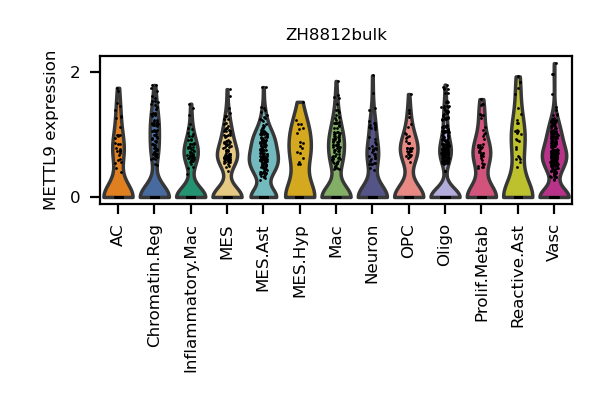 ZH8812bulk
METTL9 expression
2
0
AC
Chromatin.Reg
Inflammatory.Mac
MES
MES.Ast
MES.Hyp
Mac
Neuron
OPC
Oligo
Prolif.Metab
Reactive.Ast
Vasc